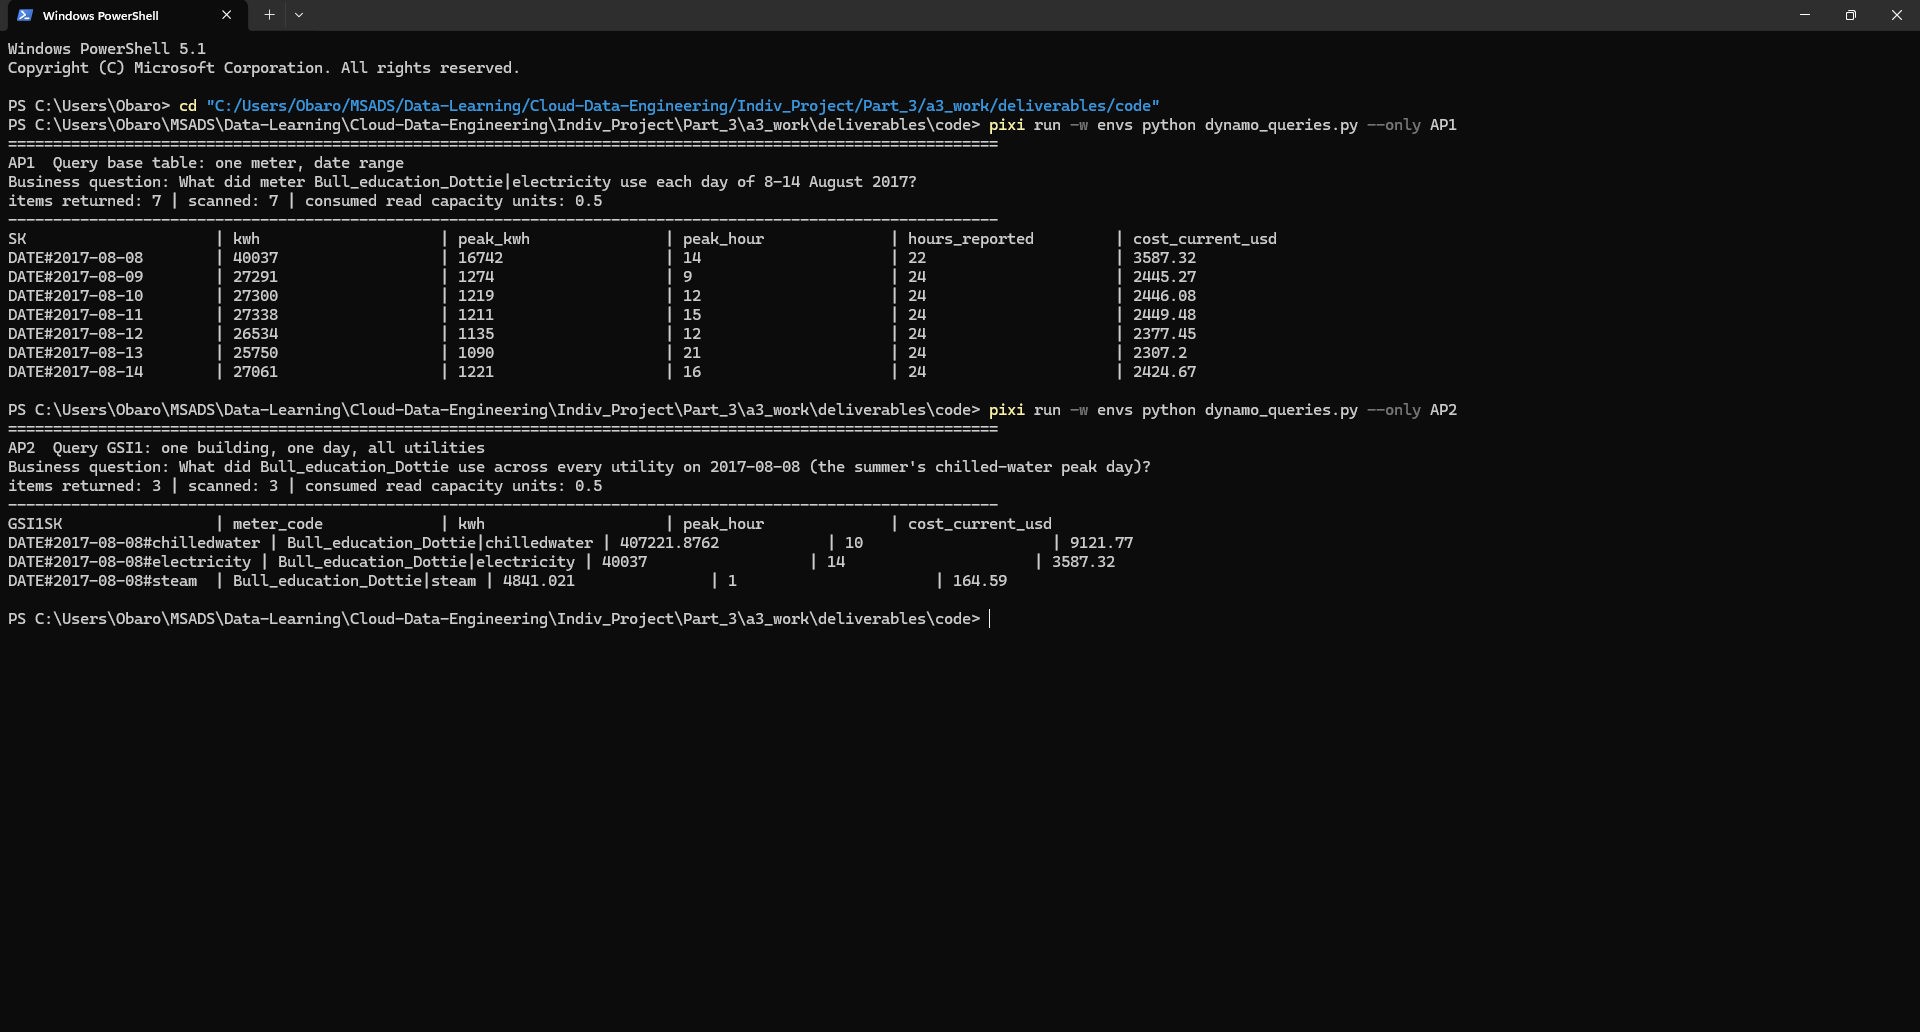 Windows PowerShell
Windows PowerShell 5.1
Copyright (C) Microsoft Corporation. All rights reserved.
PS C:\Users\Obaro> cd "C:/Users/Obaro/MSADS/Data-Learning/Cloud-Data-Engineering/Indiv_Project/Part_3/a3_work/deliverables/code"
PS C:\Users\Obaro\MSADS\Data-Learning\Cloud-Data-Engineering\Indiv_Project\Part_3\a3_work\deliverables\code> pixi run -w envs python dynamo_queries.py --only AP1
==============================================================================================================
AP1  Query base table: one meter, date range
Business question: What did meter Bull_education_Dottie|electricity use each day of 8-14 August 2017?
items returned: 7 | scanned: 7 | consumed read capacity units: 0.5
--------------------------------------------------------------------------------------------------------------
SK                     | kwh                    | peak_kwh               | peak_hour              | hours_reported         | cost_current_usd
DATE#2017-08-08        | 40037                  | 16742                  | 14                     | 22                     | 3587.32
DATE#2017-08-09        | 27291                  | 1274                   | 9                      | 24                     | 2445.27
DATE#2017-08-10        | 27300                  | 1219                   | 12                     | 24                     | 2446.08
DATE#2017-08-11        | 27338                  | 1211                   | 15                     | 24                     | 2449.48
DATE#2017-08-12        | 26534                  | 1135                   | 12                     | 24                     | 2377.45
DATE#2017-08-13        | 25750                  | 1090                   | 21                     | 24                     | 2307.2
DATE#2017-08-14        | 27061                  | 1221                   | 16                     | 24                     | 2424.67
PS C:\Users\Obaro\MSADS\Data-Learning\Cloud-Data-Engineering\Indiv_Project\Part_3\a3_work\deliverables\code> pixi run -w envs python dynamo_queries.py --only AP2
==============================================================================================================
AP2  Query GSI1: one building, one day, all utilities
Business question: What did Bull_education_Dottie use across every utility on 2017-08-08 (the summer's chilled-water peak day)?
items returned: 3 | scanned: 3 | consumed read capacity units: 0.5
--------------------------------------------------------------------------------------------------------------
GSI1SK                 | meter_code             | kwh                    | peak_hour              | cost_current_usd
DATE#2017-08-08#chilledwater | Bull_education_Dottie|chilledwater | 407221.8762            | 10                     | 9121.77
DATE#2017-08-08#electricity | Bull_education_Dottie|electricity | 40037                  | 14                     | 3587.32
DATE#2017-08-08#steam  | Bull_education_Dottie|steam | 4841.021               | 1                      | 164.59
PS C:\Users\Obaro\MSADS\Data-Learning\Cloud-Data-Engineering\Indiv_Project\Part_3\a3_work\deliverables\code>